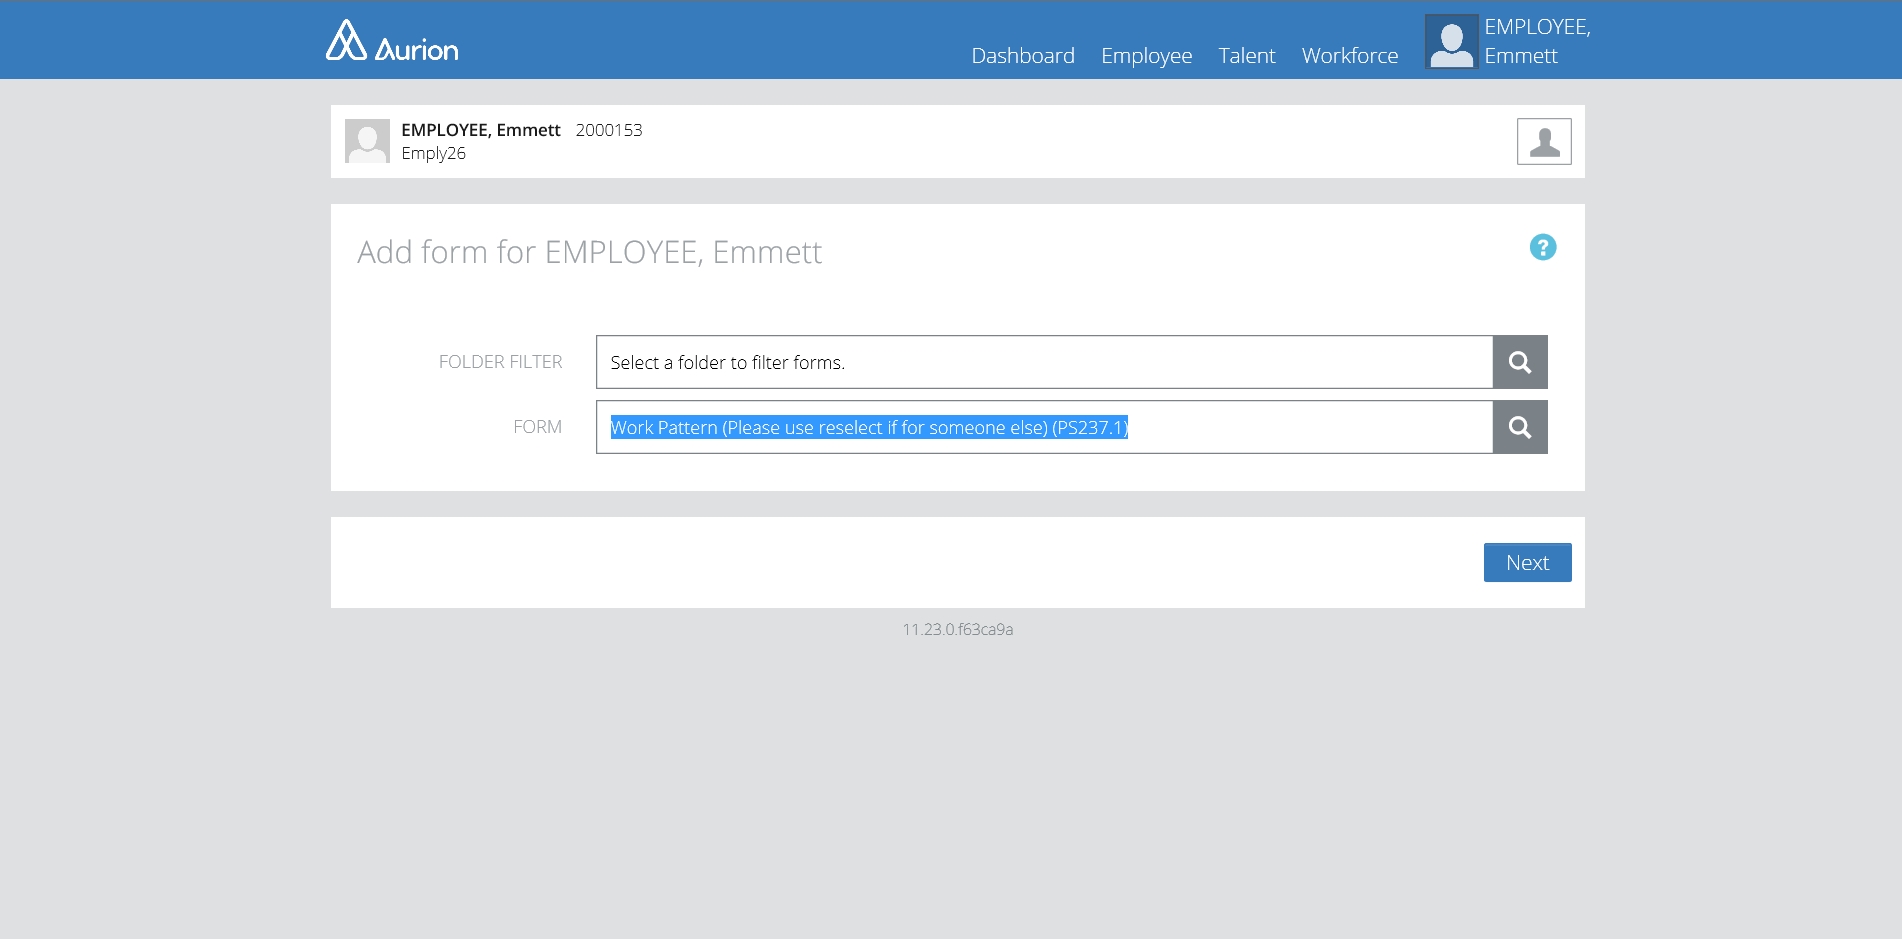 Aurion
Dashboard
Employee
Talent
Workforce
EMPLOYEE,
Emmett
EMPLOYEE, Emmett 2000153
Emply26
Add form for EMPLOYEE, Emmett
?
FOLDER FILTER
Select a folder to filter forms.
FORM
Work Pattern (Please use reselect if for someone else) (PS237.1)
Next
11.23.0.f63ca9a